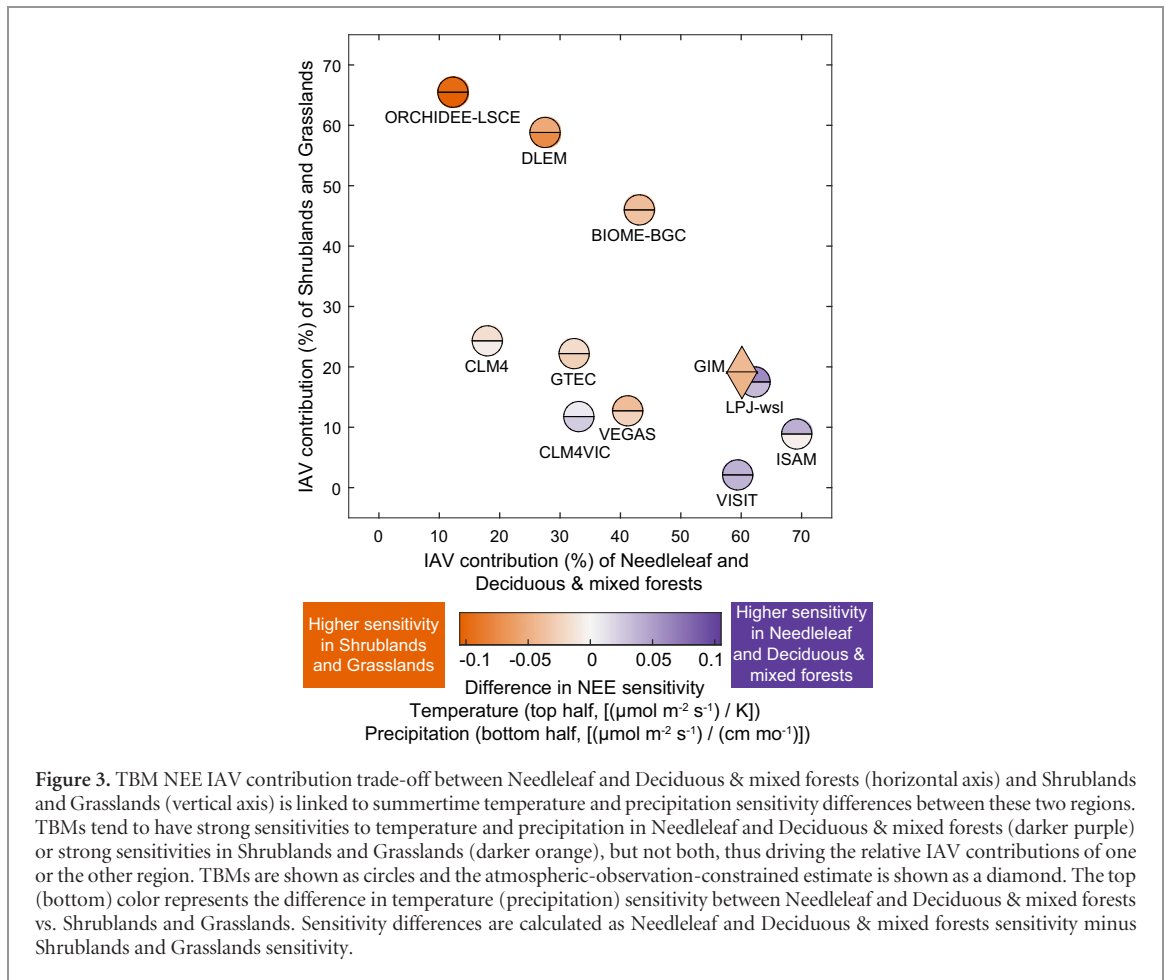 IAV contribution (%) of Shrublands and Grasslands
70
60
50
40
30
20
10
0
ORCHIDEE-LSCE
DLEM
BIOME-BGC
CLM4
GTEC
GIM
LPJ-wsl
CLM4VIC
VEGAS
ISAM
VISIT
0 10 20 30 40 50 60 70
IAV contribution (%) of Needleleaf and
Deciduous & mixed forests
Higher sensitivity
in Shrublands
and Grasslands
-0.1 -0.05 0 0.05 0.1
Higher sensitivity
in Needleleaf
and Deciduous &
mixed forests
Difference in NEE sensitivity
Temperature (top half, [(μmol m⁻² s⁻¹) / K])
Precipitation (bottom half, [(μmol m⁻² s⁻¹) / (cm mo⁻¹)])
Figure 3. TBM NEE IAV contribution trade-off between Needleleaf and Deciduous & mixed forests (horizontal axis) and Shrublands
and Grasslands (vertical axis) is linked to summertime temperature and precipitation sensitivity differences between these two regions.
TBMs tend to have strong sensitivities to temperature and precipitation in Needleleaf and Deciduous & mixed forests (darker purple)
or strong sensitivities in Shrublands and Grasslands (darker orange), but not both, thus driving the relative IAV contributions of one
or the other region. TBMs are shown as circles and the atmospheric-observation-constrained estimate is shown as a diamond. The top
(bottom) color represents the difference in temperature (precipitation) sensitivity between Needleleaf and Deciduous & mixed forests
vs. Shrublands and Grasslands. Sensitivity differences are calculated as Needleleaf and Deciduous & mixed forests sensitivity minus
Shrublands and Grasslands sensitivity.